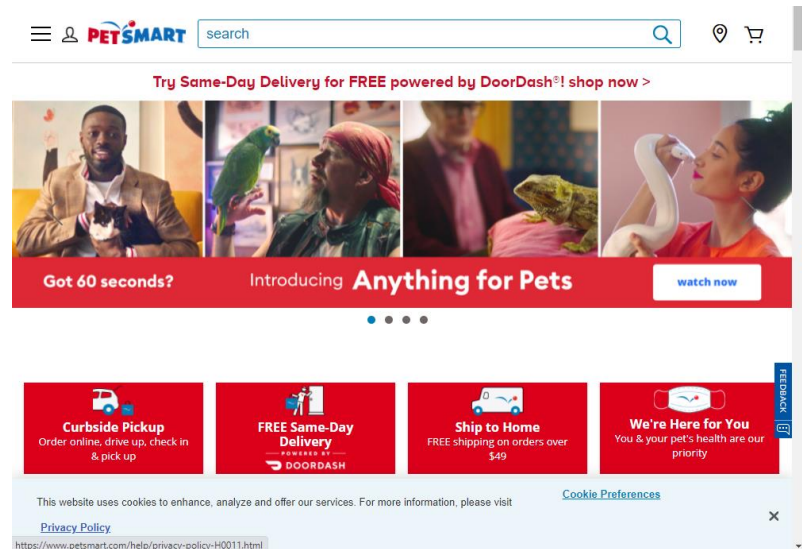 PETSMART
search
Try Same-Day Delivery for FREE powered by DoorDash®! shop now >
Got 60 seconds?
Introducing Anything for Pets
watch now
FEEDBACK
Curbside Pickup
Order online, drive up, check in
& pick up
FREE Same-Day
Delivery
POWERED BY
DOORDASH
Ship to Home
FREE shipping on orders over
$49
We're Here for You
You & your pet's health are our
priority
This website uses cookies to enhance, analyze and offer our services. For more information, please visit
Privacy Policy
Cookie Preferences
https://www.petsmart.com/help/privacy-policy-H0011.html